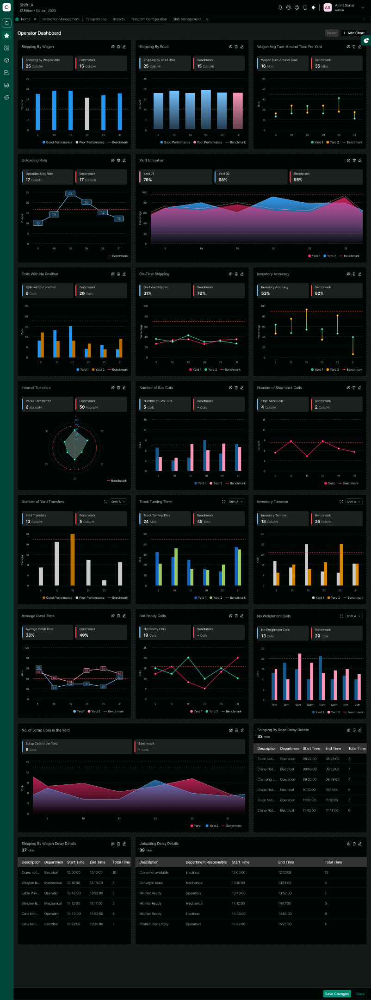 Shift: A
12:56pm • 04 Jan, 2023
AS
Amrit Sunari
Admin
Home × Instruction Management Telegram Log Reports Telegram Configuration Slab Management +
Operator Dashboard
Reset
+ Add Chart
Shipping By Wagon
Shipping by Wagon Rate
25 Coils/Hr
Benchmark
15 Coils/Hr
Coils/Hr
35
28
21
14
7
0
5 10 15 20 25 31
Good Performance Poor Performance Benchmark
Shipping By Road
Shipping by Road Rate
25 Coils/Hr
Benchmark
15 Coils/Hr
Coils/Hr
35
28
21
14
7
0
5 10 15 20 25 31
Good Performance Poor Performance Benchmark
Wagon Avg Turn-Around Time Per Yard
Wagon Turn-Around Time
16 Mins
Benchmark
35 Mins
Mins
50
40
30
20
10
0
5 10 15 20 25 31
Yard 1 Yard 2 Benchmark
Unloading Rate
Unloaded Unit Rate
17 Coils/Hr
Benchmark
17 Coils/Hr
Coils/Hr
25
20
15
10
5
0
10 14 24 20 15 12
5 10 15 20 25 31
Benchmark
Yard Utilisation
Yard 01
70%
Yard 02
68%
Benchmark
95%
Percentage
100
80
60
40
20
0
5 10 15 20 25 31
Yard 1 Yard 2 Benchmark
Coils With No Position
Coils without position
6 Coils
Benchmark
20 Coils
Coils
25
20
15
10
5
0
5 10 15 20 25 31
Yard 1 Yard 2 Benchmark
On-Time Shipping
On-Time Shipping
31%
Benchmark
70%
Percentage
100
80
60
40
20
0
5 10 15 20 25 31
Yard 1 Yard 2 Benchmark
Inventory Accuracy
Inventory Accuracy
53%
Benchmark
90%
Percentage
100
80
60
40
20
0
5 10 15 20 25 31
Yard 1 Yard 2 Benchmark
Internal Transfers
Racks Transferred
6 Racks/Hr
Benchmark
50 Racks/Hr
5
60
48
36
24
12
30
10
25
15
20
Benchmark
Number of Gas Cuts
Number of Gas Cuts
5 Coils
Benchmark
- Coils
Coils
15
12
9
6
3
0
5 10 15 20 25 31
Yard 1 Yard 2 Benchmark
Number of Ship-back Coils
Ship-back Coils
4 Coils/Hr
Benchmark
2 Coils/Hr
Coils/Hr
15
12
9
6
3
0
5 10 15 20 25 31
Coils Benchmark
Number of Yard Transfers
Shift A
Yard Transfers
13 Coils/Hr
Benchmark
5 Coils/Hr
Coils/Hr
20
16
12
8
4
0
5 10 15 20 25 31
Good Performance Poor Performance Benchmark
Truck Turning Timer
Shift A
Truck Turning Time
24 Mins
Benchmark
45 Mins
Mins
50
40
30
20
10
0
5 10 15 20 25 31
Yard 1 Yard 2 Benchmark
Inventory Turnover
Shift A
Inventory Turnover
18 Coils/Hr
Benchmark
25 Coils/Hr
Coils
40
32
24
16
8
0
5 10 15 20 25 31
Yard 1 Yard 2 Benchmark
Average Dwell Time
Average Dwell Time
36%
Benchmark
40%
Mins
100
80
60
40
20
0
34
5 10 15 20 25 31
Yard1 Yard 2 Benchmark
Not Ready Coils
Not Ready Coils
10 Coils
Benchmark
- Coils
Coils
25
20
15
10
5
0
5 10 15 20 25 31
Yard 1 Yard 2 Benchmark
No Weighment Coils
Shift A
No Weighment Coils
13 Coils
Benchmark
20 Coils
Coils
25
20
15
10
5
0
7am 8am 9am 10am 11am 12pm 1pm 2pm
Yard 1 Yard 2 Benchmark
No. of Scrap Coils in the Yard
Scrap Coils in the Yard
6 Coils
Benchmark
- Coils
Coils
15
12
9
6
3
0
5 10 15 20 25 31
Yard 1 Yard 2 Benchmark
Shipping By Road Delay Details
33 mins
Description Departmen Start Time End Time Total Time
Truck Not... Operation 08:22:00 08:25:00 3
Crane Not... Electrical 08:45:00 08:52:00 7
Clamping I... Operation 09:25:00 09:29:00 4
Crane Not... Electrical 10:13:00 10:19:00 6
Truck Not... Operation 11:05:00 11:12:00 7
Crane Not... Electrical 11:42:00 11:48:00 6
Shipping By Wagon Delay Details
37 mins
Description Departmen Start Time End Time Total Time
Crane not... Electrical 12:00:00 12:10:00 10
Weigher Is... Mechanical 13:10:00 13:14:00 4
Lable Prin... Operation 13:46:00 13:52:00 6
Weigher Is... Mechanical 14:12:00 14:17:00 5
Coils Not... Operation 14:43:00 14:52:00 9
Coils Not... Electrical 15:22:00 15:25:00 3
Unloading Delay Details
39 mins
Description Department Responsible Start Time End Time Total Time
Crane not available Electrical 12:00:00 12:10:00 10
Conveyor Issue Mechanical 13:10:00 13:14:00 4
Mill Not Ready Operation 13:46:00 13:52:00 7
Mill Not Ready Mechanical 14:12:00 14:17:00 5
Mill Not Ready Electrical 14:43:00 14:52:00 8
Position Not Empty Operation 15:22:00 15:25:00 5
Save Changes
Close